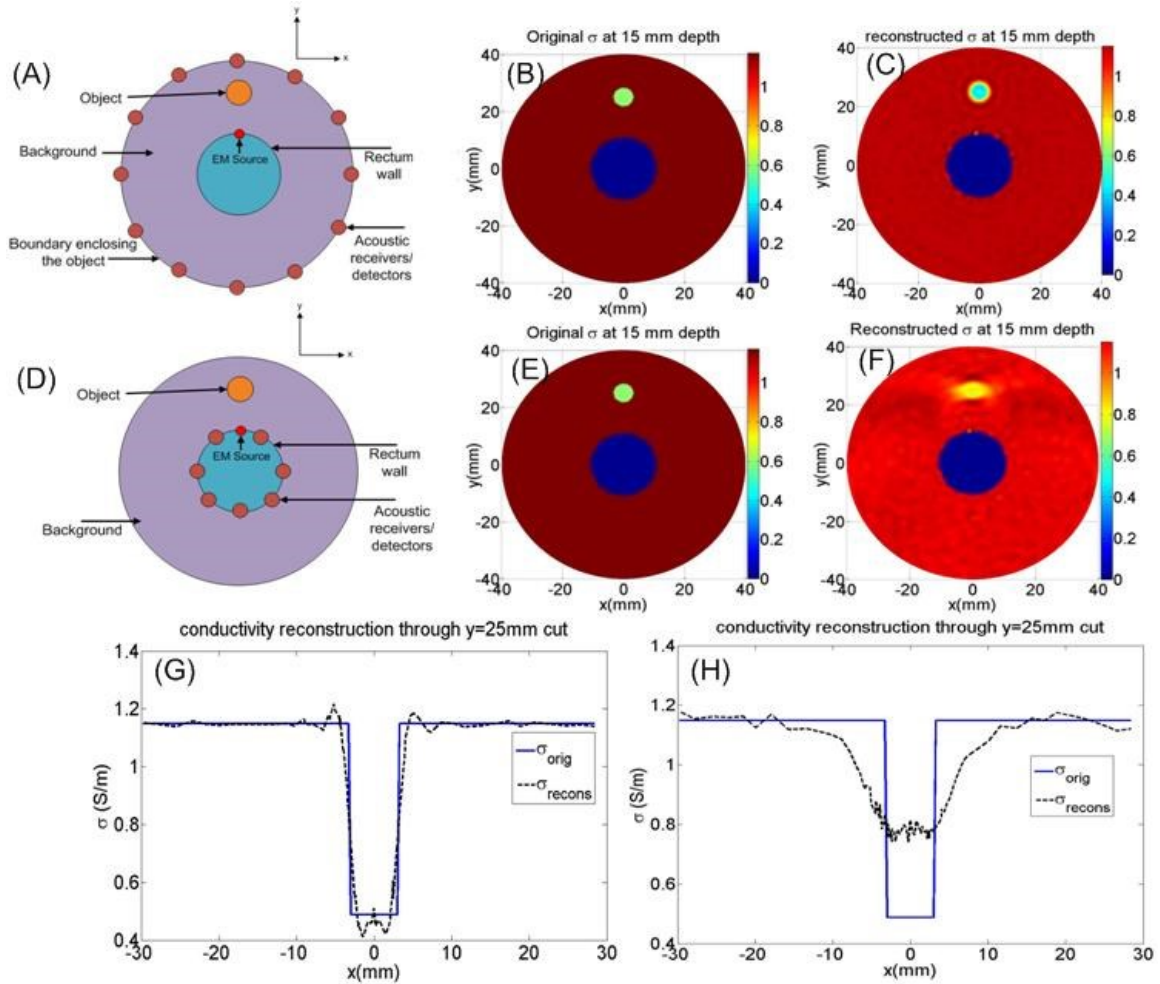 (A)
y
x
Object
Background
EM Source
Rectum
wall
Boundary enclosing
the object
Acoustic
receivers/
detectors
Original σ at 15 mm depth
(B)
40
20
0
-20
-40
y(mm)
-20 0 20 40
x(mm)
1
0.8
0.6
0.4
0.2
0
reconstructed σ at 15 mm depth
(C)
40
20
0
-20
-40
y(mm)
-20 0 20 40
x(mm)
1
0.8
0.6
0.4
0.2
0
(D)
y
x
Object
EM Source
Rectum
wall
Background
Acoustic
receivers/
detectors
Original σ at 15 mm depth
(E)
40
20
0
-20
-40
y(mm)
-20 0 20 40
x(mm)
1
0.8
0.6
0.4
0.2
0
Reconstructed σ at 15 mm depth
(F)
40
20
0
-20
-40
y(mm)
-20 0 20 40
x(mm)
1
0.8
0.6
0.4
0.2
0
conductivity reconstruction through y=25mm cut
(G)
1.4
1.2
1
0.8
0.6
0.4
σ (S/m)
σorig
σrecons
-30 -20 -10 0 10 20 30
x(mm)
conductivity reconstruction through y=25mm cut
(H)
1.4
1.2
1
0.8
0.6
0.4
σ (S/m)
σorig
σrecons
-30 -20 -10 0 10 20 30
x(mm)